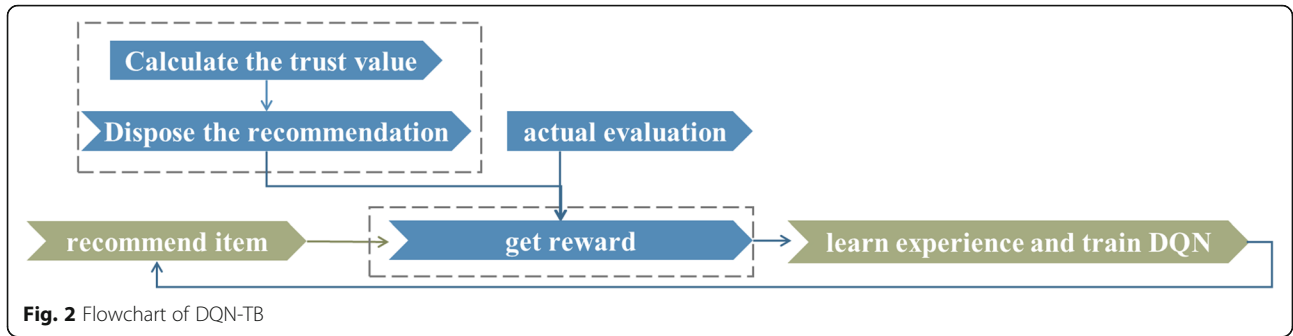 Calculate the trust value
Dispose the recommendation
actual evaluation
recommend item
get reward
learn experience and train DQN
Fig. 2 Flowchart of DQN-TB